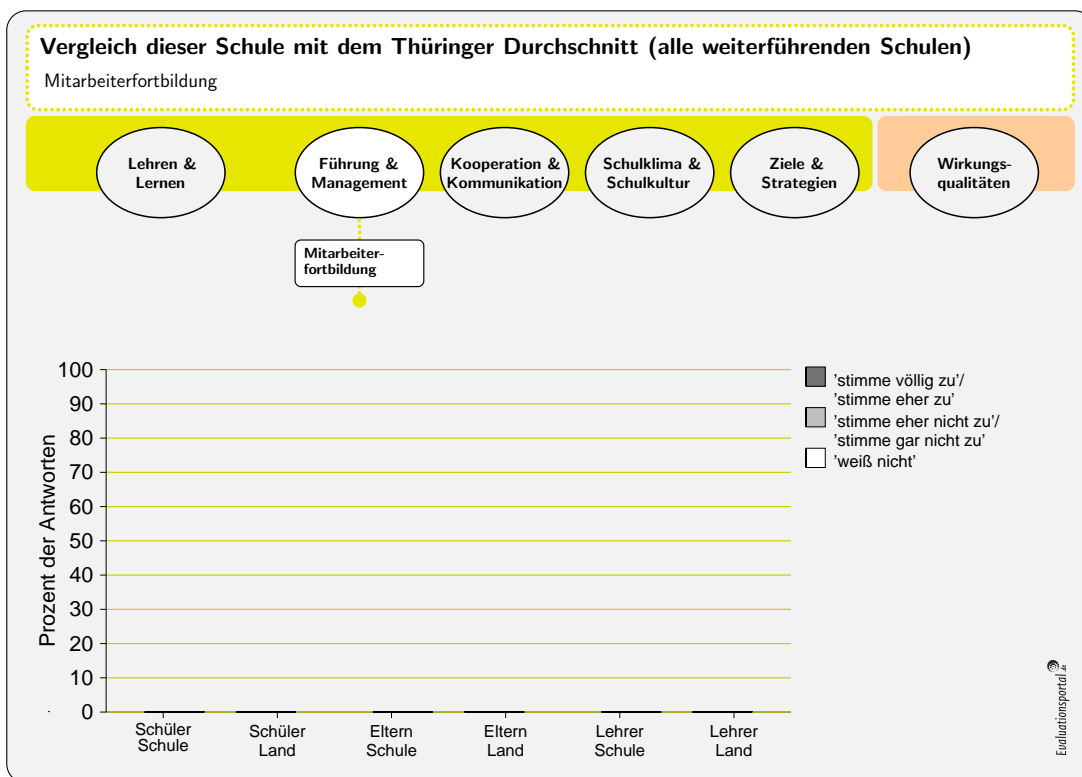 Vergleich dieser Schule mit dem Thüringer Durchschnitt (alle weiterführenden Schulen)
Mitarbeiterfortbildung
Lehren &
Lernen
Führung &
Management
Kooperation &
Kommunikation
Schulklima &
Schulkultur
Ziele &
Strategien
Wirkungs-
qualitäten
Mitarbeiter-
fortbildung
Prozent der Antworten
100
90
80
70
60
50
40
30
20
10
0
Schüler
Schule
Schüler
Land
Eltern
Schule
Eltern
Land
Lehrer
Schule
Lehrer
Land
'stimme völlig zu'/
'stimme eher zu'
'stimme eher nicht zu'/
'stimme gar nicht zu'
'weiß nicht'
Evaluationsportal.de